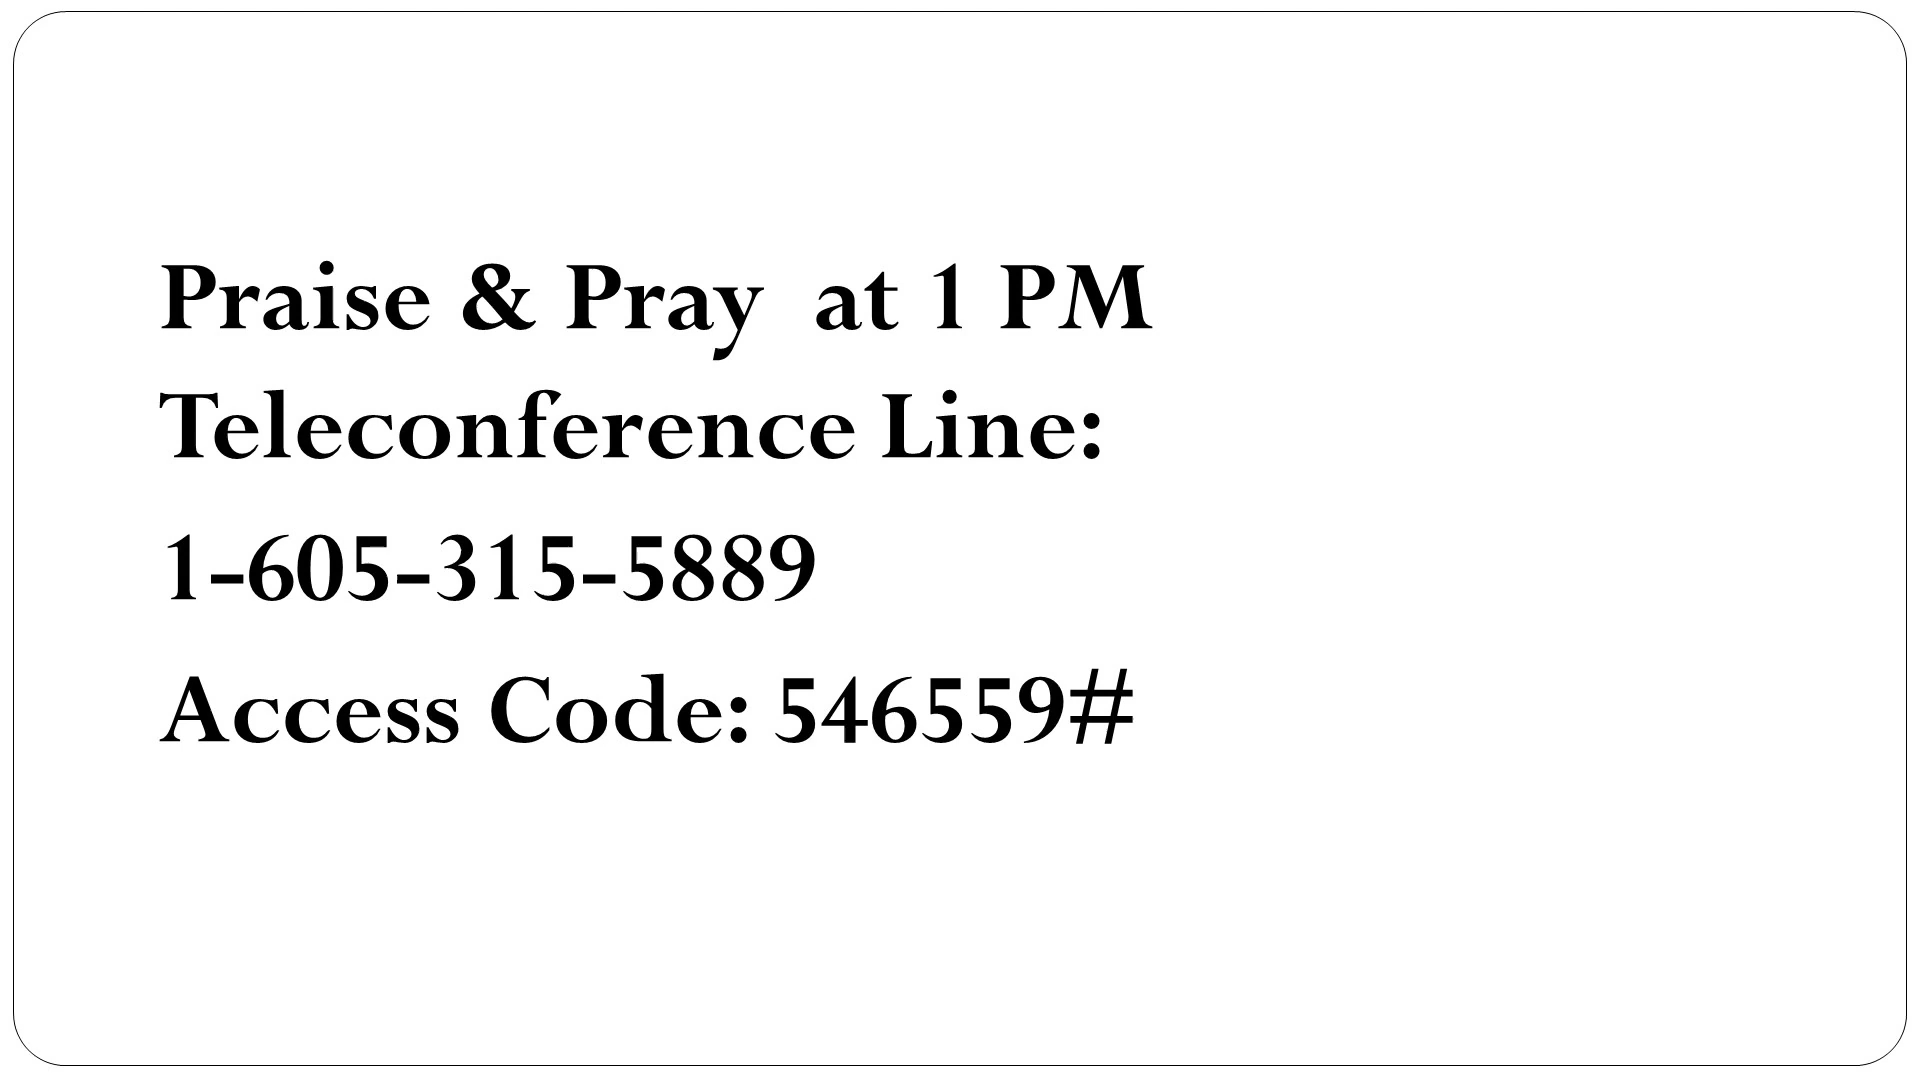 Praise & Pray  at 1 PM
Teleconference Line:
1-605-315-5889
Access Code: 546559#